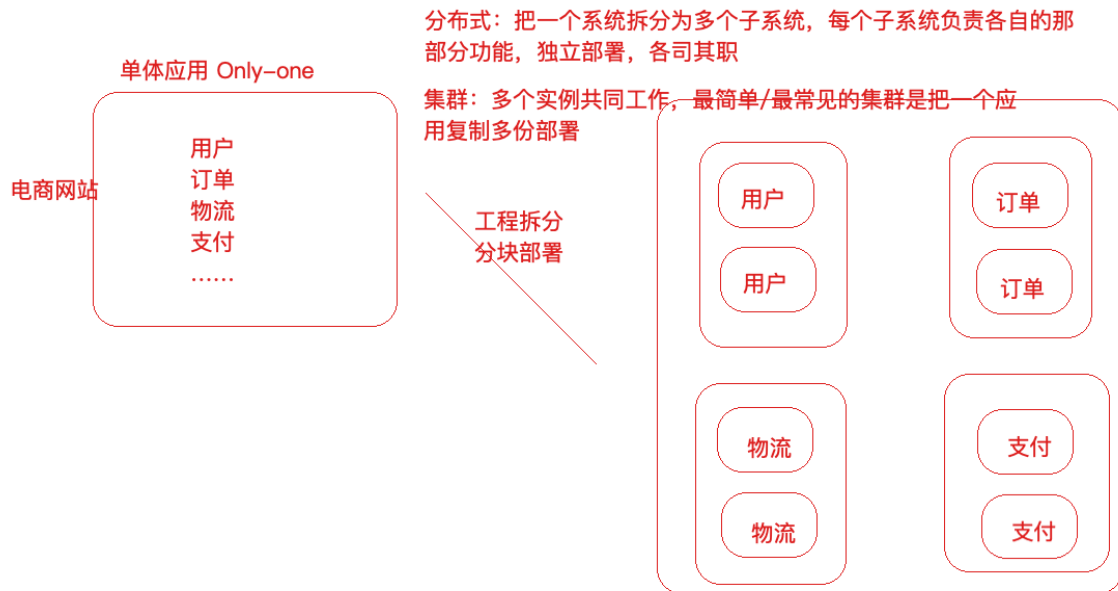 分布式：把一个系统拆分为多个子系统，每个子系统负责各自的那
部分功能，独立部署，各司其职
单体应用 Only-one
集群：多个实例共同工作，最简单/最常见的集群是把一个应
用复制多份部署
电商网站
用户
订单
物流
支付
……
工程拆分
分块部署
用户
用户
订单
订单
物流
物流
支付
支付